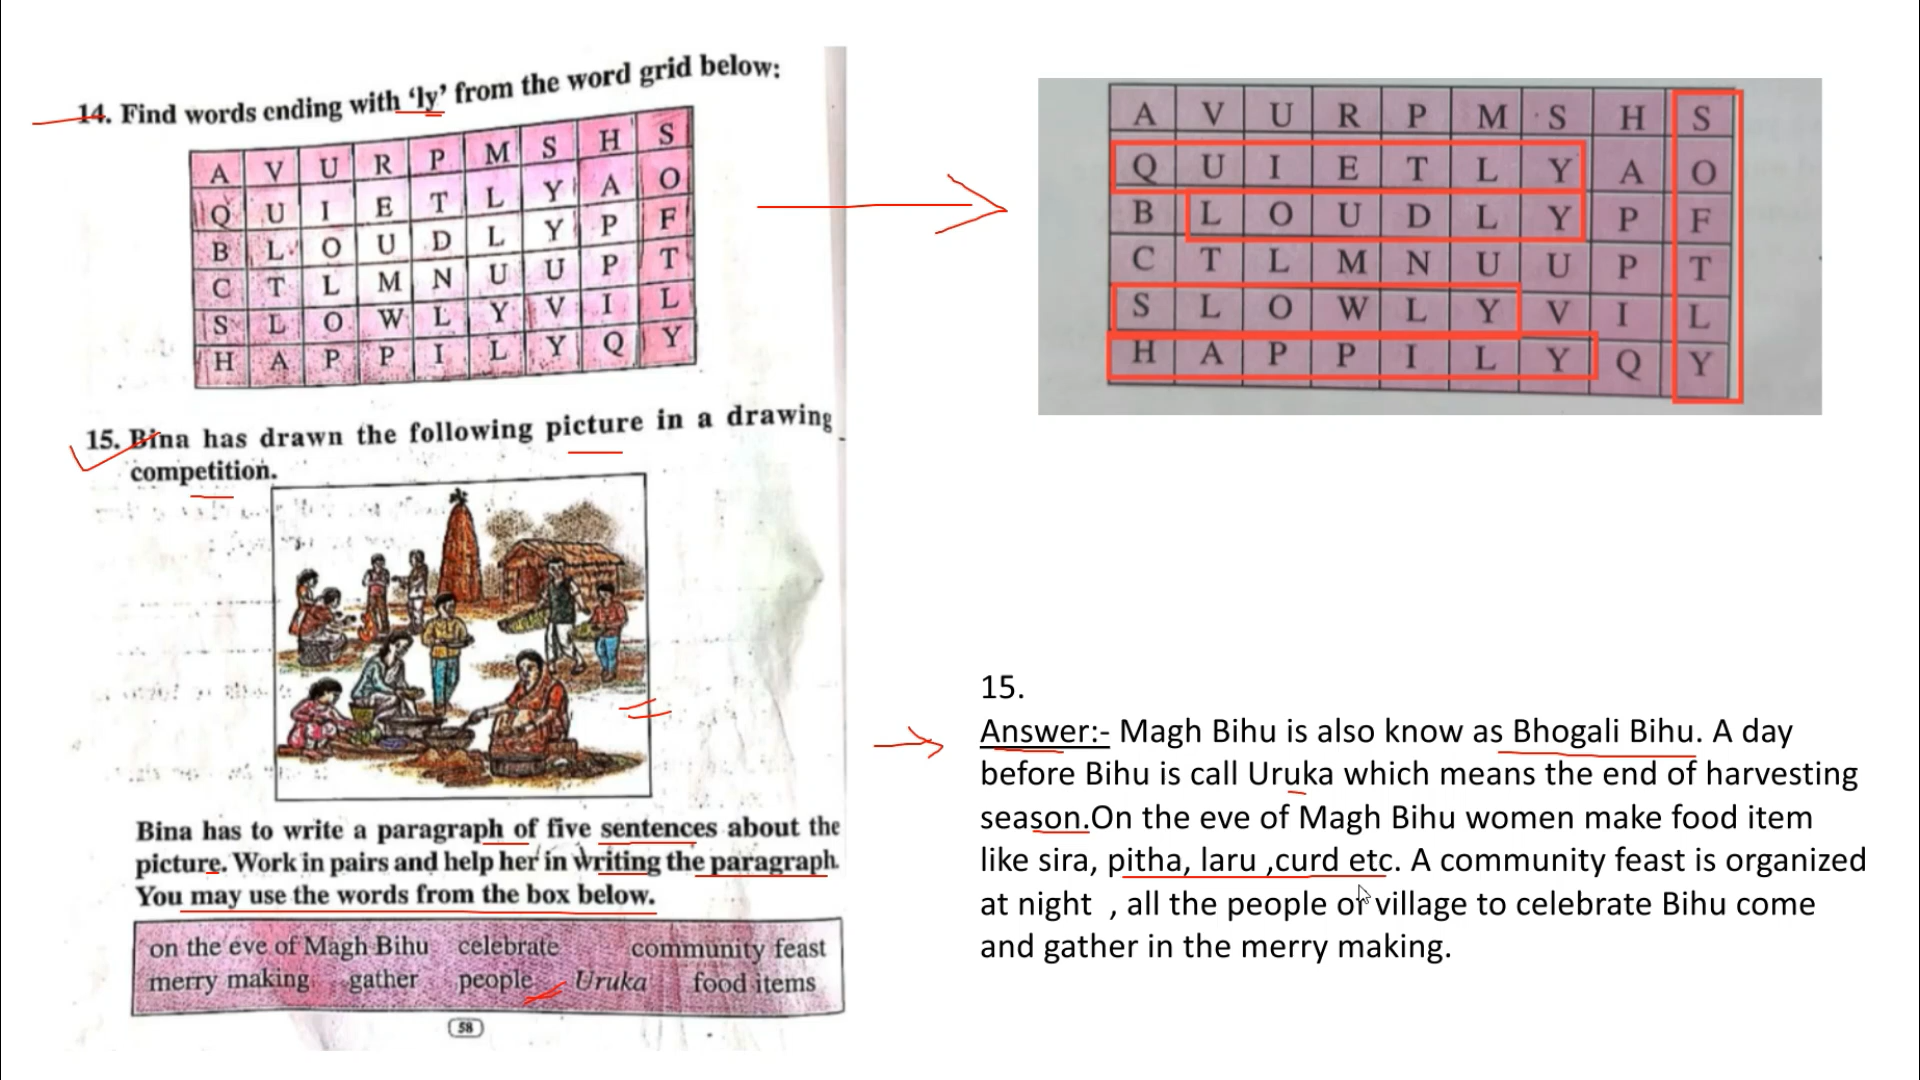 14. Find words ending with ‘ly’ from the word grid below:
A V U R P M S H S
Q U I E T L Y A O
B L O U D L Y P F
C T L M N U U P T
S L O W L Y V I L
H A P P I L Y Q Y
15. Bina has drawn the following picture in a drawing
competition.
Bina has to write a paragraph of five sentences about the
picture. Work in pairs and help her in writing the paragraph.
You may use the words from the box below.
on the eve of Magh Bihu celebrate community feast
merry making gather people Uruka food items
58
A V U R P M S H S
Q U I E T L Y A O
B L O U D L Y P F
C T L M N U U P T
S L O W L Y V I L
H A P P I L Y Q Y
15.
Answer:- Magh Bihu is also know as Bhogali Bihu. A day
before Bihu is call Uruka which means the end of harvesting
season.On the eve of Magh Bihu women make food item
like sira, pitha, laru ,curd etc. A community feast is organized
at night , all the people of village to celebrate Bihu come
and gather in the merry making.